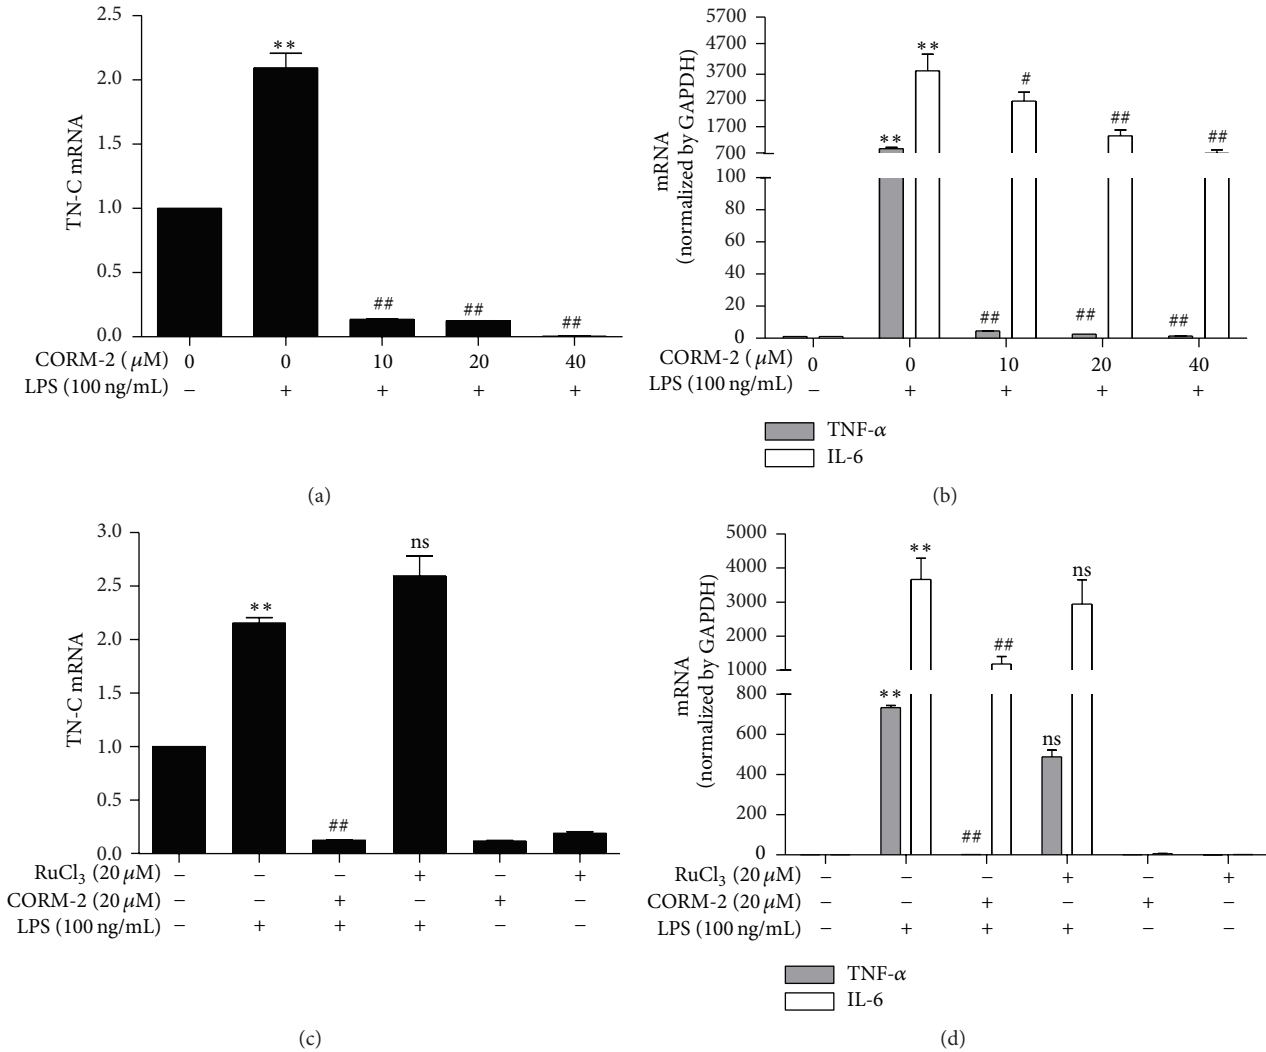 2.5
2.0
1.5
1.0
0.5
0.0
TN-C mRNA
**
##
##
##
CORM-2 (μM) 0 0 10 20 40
LPS (100 ng/mL) − + + + +
(a)
5700
4700
3700
2700
1700
700
100
80
60
40
20
0
mRNA
(normalized by GAPDH)
**
**
#
##
##
##
##
##
CORM-2 (μM) 0 0 10 20 40
LPS (100 ng/mL) − + + + +
TNF-α
IL-6
(b)
3.0
2.5
2.0
1.5
1.0
0.5
0.0
TN-C mRNA
**
##
ns
RuCl₃ (20 μM) − − − + − +
CORM-2 (20 μM) − − + − + −
LPS (100 ng/mL) − + + + − −
(c)
5000
4000
3000
2000
1000
800
600
400
200
0
mRNA
(normalized by GAPDH)
**
**
##
##
ns
ns
RuCl₃ (20 μM) − − − + − +
CORM-2 (20 μM) − − + − + −
LPS (100 ng/mL) − + + + − −
TNF-α
IL-6
(d)